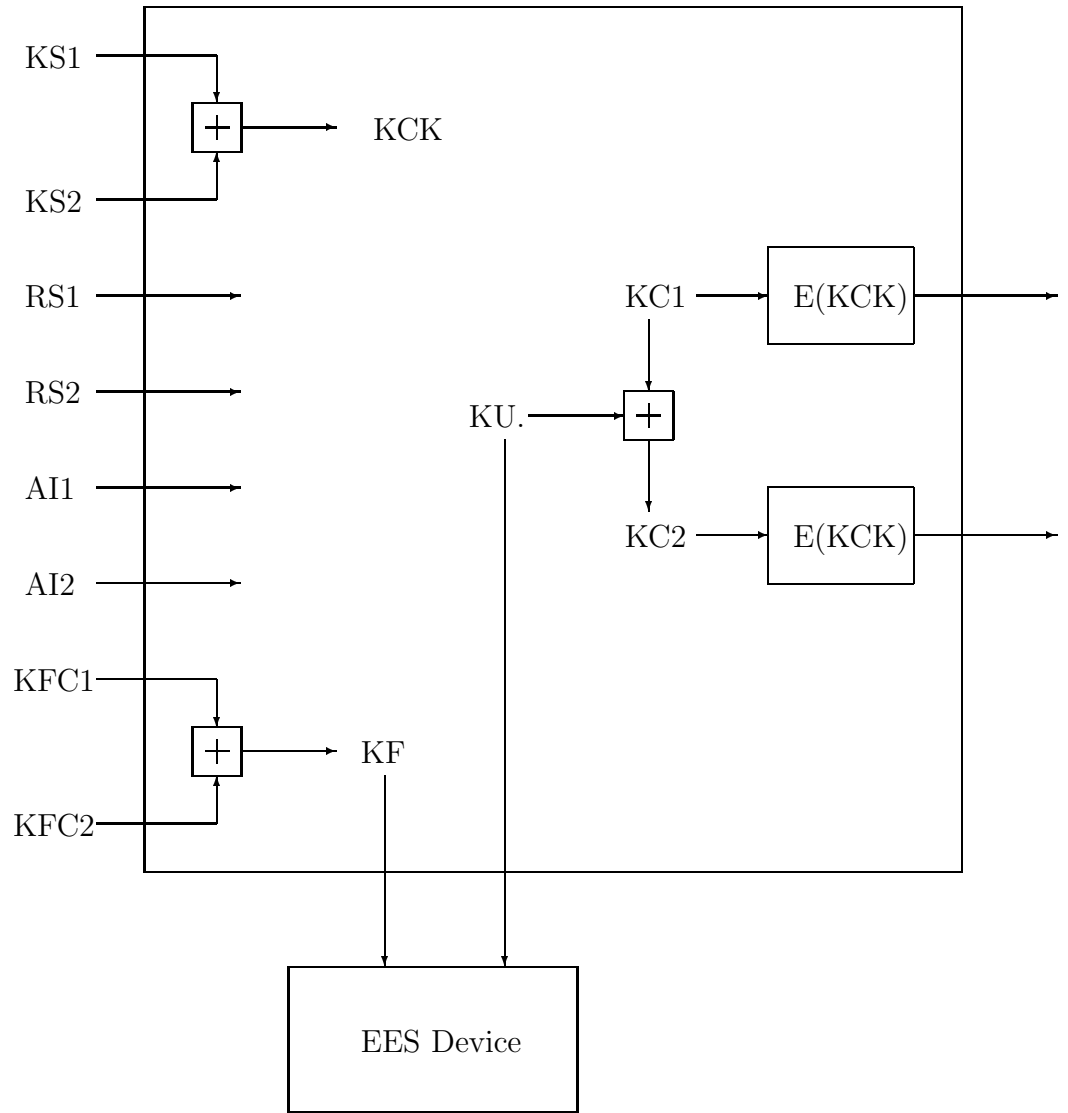 KS1
+
KCK
KS2
RS1
KC1
E(KCK)
RS2
KU.
+
AI1
KC2
E(KCK)
AI2
KFC1
+
KF
KFC2
EES Device